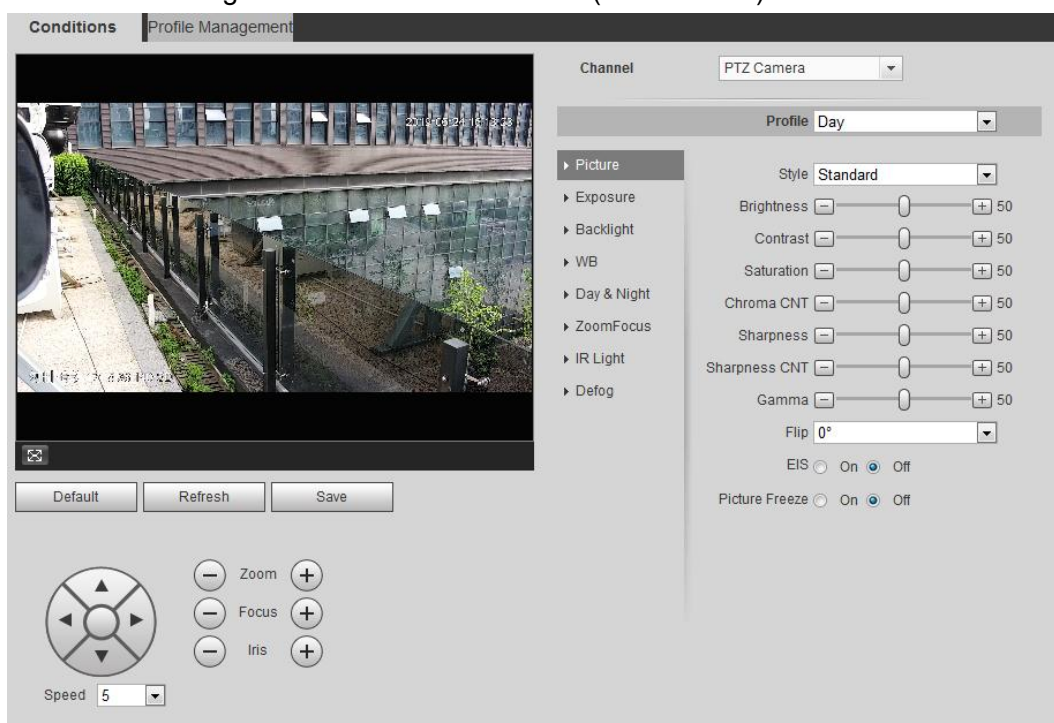 Conditions Profile Management
Channel PTZ Camera
Profile Day
Picture
Exposure
Backlight
WB
Day & Night
ZoomFocus
IR Light
Defog
Style Standard
Brightness 50
Contrast 50
Saturation 50
Chroma CNT 50
Sharpness 50
Sharpness CNT 50
Gamma 50
Flip 0°
EIS On Off
Picture Freeze On Off
Default Refresh Save
Zoom
Focus
Iris
Speed 5